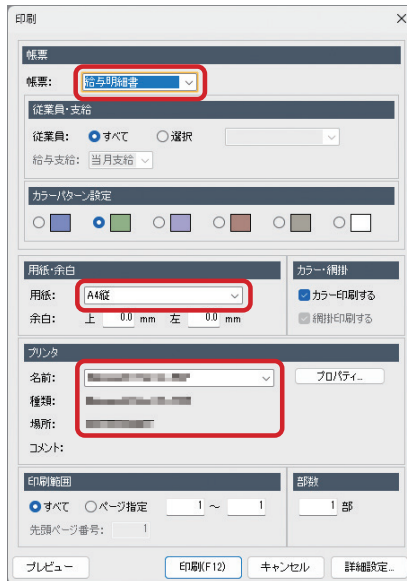 印刷
帳票
帳票: 給与明細書
従業員・支給
従業員: すべて 選択
給与支給: 当月支給
カラーパターン設定
用紙・余白 カラー・網掛
用紙: A4縦 カラー印刷する
余白: 上 0.0 mm 左 0.0 mm 網掛印刷する
プリンタ
名前: プロパティ...
種類:
場所:
コメント:
印刷範囲 部数
すべて ページ指定 1 ～ 1 1 部
先頭ページ番号: 1
プレビュー 印刷(F12) キャンセル 詳細設定...